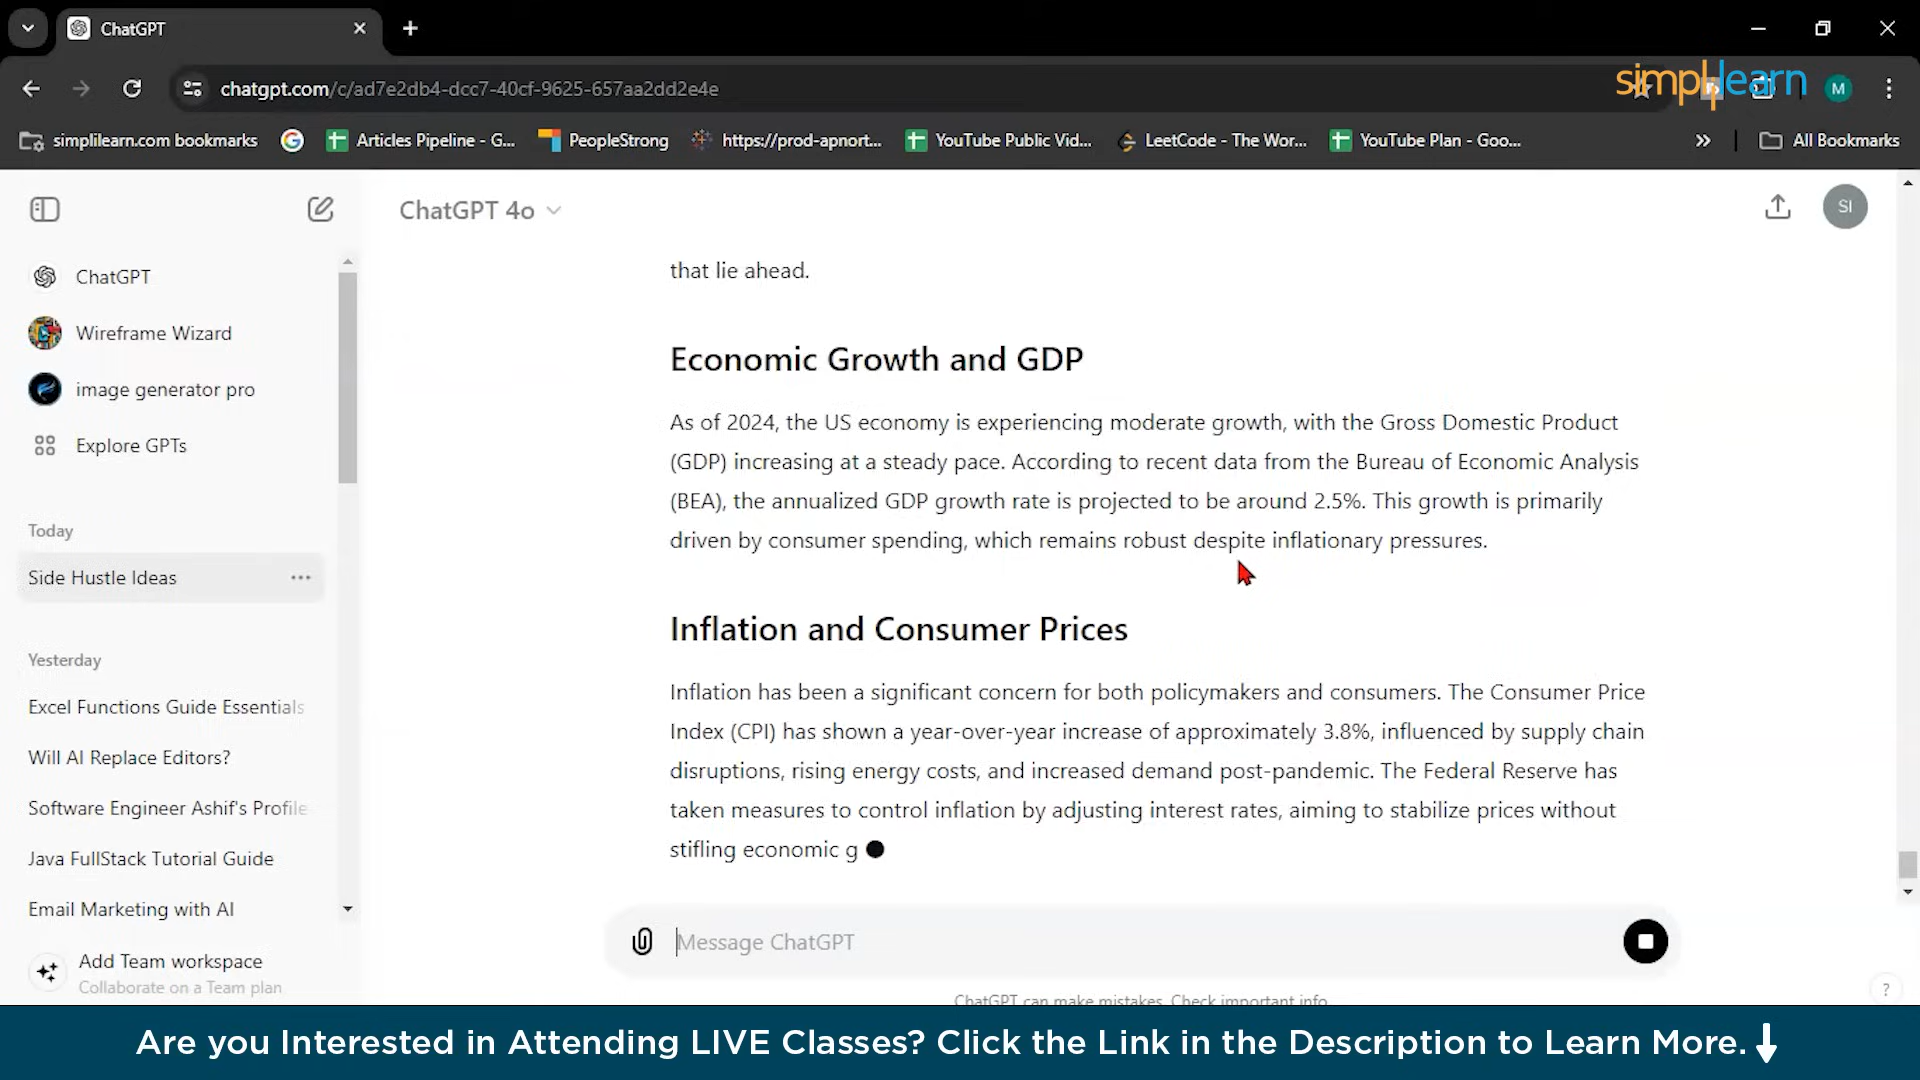 ChatGPT
simplilearn
chatgpt.com/c/ad7e2db4-dcc7-40cf-9625-657aa2dd2e4e
M
simplilearn.com bookmarks
Articles Pipeline - G...
PeopleStrong
https://prod-apnort...
YouTube Public Vid...
LeetCode - The Wor...
YouTube Plan - Goo...
All Bookmarks
ChatGPT 4o
SI
ChatGPT
Wireframe Wizard
image generator pro
Explore GPTs
Today
Side Hustle Ideas
Yesterday
Excel Functions Guide Essentials
Will AI Replace Editors?
Software Engineer Ashif's Profile
Java FullStack Tutorial Guide
Email Marketing with AI
Add Team workspace
Collaborate on a Team plan
that lie ahead.
Economic Growth and GDP
As of 2024, the US economy is experiencing moderate growth, with the Gross Domestic Product
(GDP) increasing at a steady pace. According to recent data from the Bureau of Economic Analysis
(BEA), the annualized GDP growth rate is projected to be around 2.5%. This growth is primarily
driven by consumer spending, which remains robust despite inflationary pressures.
Inflation and Consumer Prices
Inflation has been a significant concern for both policymakers and consumers. The Consumer Price
Index (CPI) has shown a year-over-year increase of approximately 3.8%, influenced by supply chain
disruptions, rising energy costs, and increased demand post-pandemic. The Federal Reserve has
taken measures to control inflation by adjusting interest rates, aiming to stabilize prices without
stifling economic g
Message ChatGPT
ChatGPT can make mistakes. Check important info.
?
Are you Interested in Attending LIVE Classes? Click the Link in the Description to Learn More.